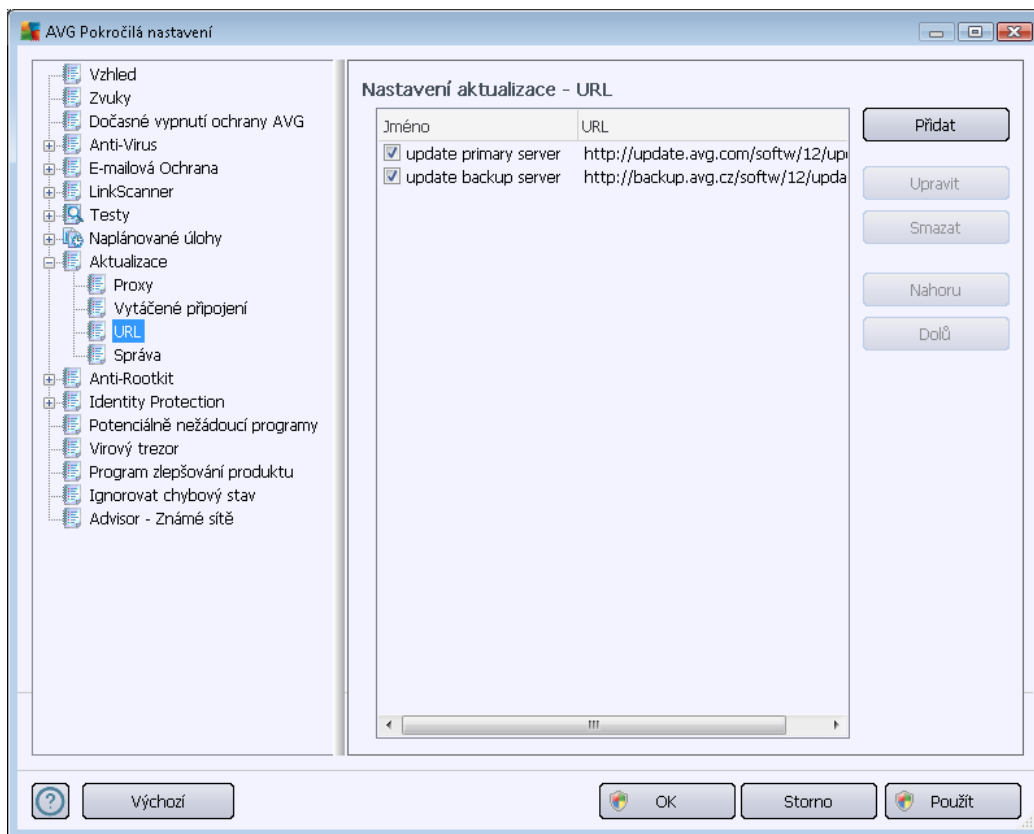 AVG Pokročilá nastavení
Vzhled
Zvuky
Dočasné vypnutí ochrany AVG
Anti-Virus
E-mailová Ochrana
LinkScanner
Testy
Naplánované úlohy
Aktualizace
Proxy
Vytáčené připojení
URL
Správa
Anti-Rootkit
Identity Protection
Potenciálně nežádoucí programy
Virový trezor
Program zlepšování produktu
Ignorovat chybový stav
Advisor - Známé sítě
Nastavení aktualizace - URL
Jméno URL
update primary server http://update.avg.com/softw/12/up
update backup server http://backup.avg.cz/softw/12/upda
Přidat
Upravit
Smazat
Nahoru
Dolů
Výchozí
OK
Storno
Použít